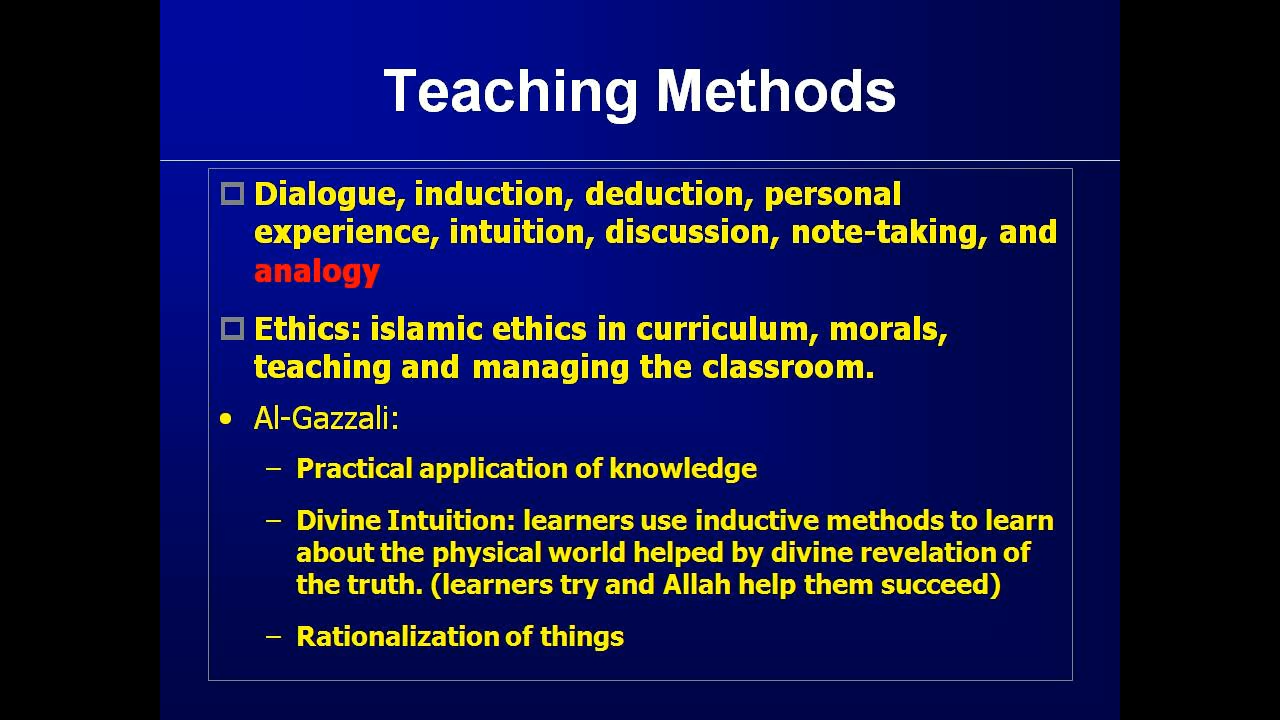 Teaching Methods
Dialogue, induction, deduction, personal
experience, intuition, discussion, note-taking, and
analogy
Ethics: islamic ethics in curriculum, morals,
teaching and managing the classroom.
• Al-Gazzali:
– Practical application of knowledge
– Divine Intuition: learners use inductive methods to learn
about the physical world helped by divine revelation of
the truth. (learners try and Allah help them succeed)
– Rationalization of things